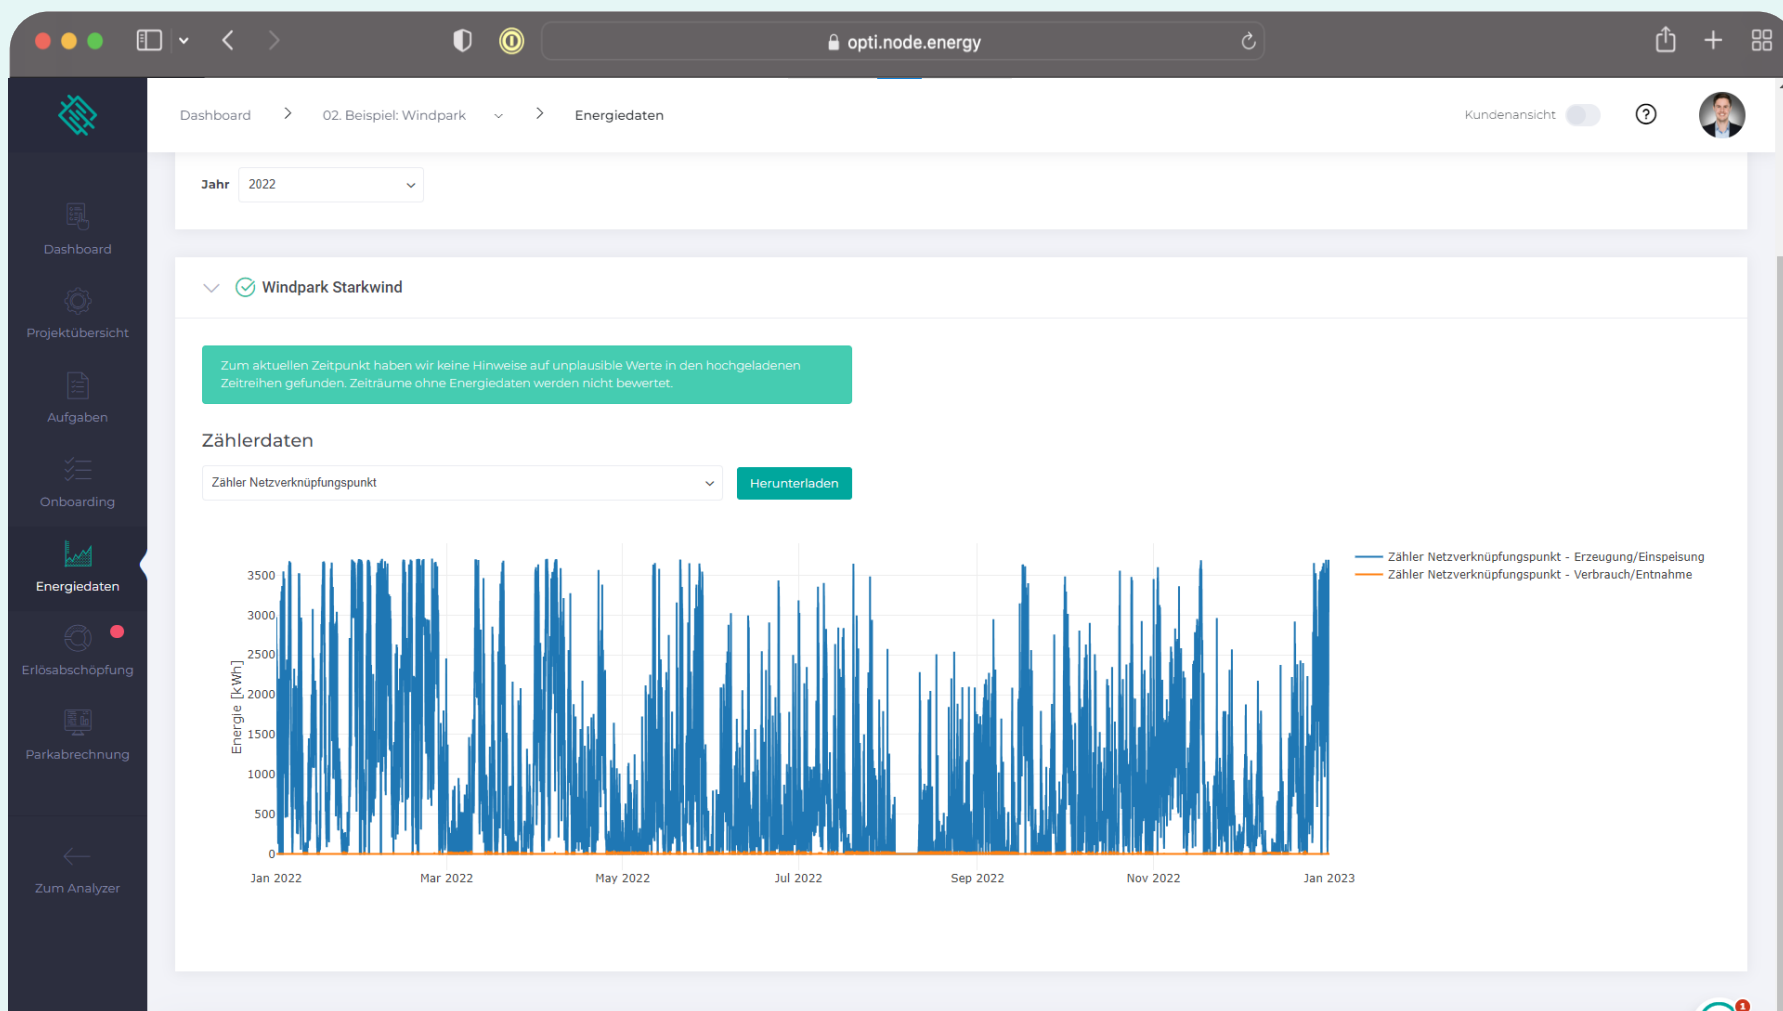 opti.node.energy
Dashboard
02. Beispiel: Windpark
Energiedaten
Kundenansicht
?
Jahr
2022
Dashboard
Projektübersicht
Aufgaben
Onboarding
Energiedaten
Erlösabschöpfung
Parkabrechnung
Zum Analyzer
Windpark Starkwind
Zum aktuellen Zeitpunkt haben wir keine Hinweise auf unplausible Werte in den hochgeladenen
Zeitreihen gefunden. Zeiträume ohne Energiedaten werden nicht bewertet.
Zählerdaten
Zähler Netzverknüpfungspunkt
Herunterladen
Zähler Netzverknüpfungspunkt - Erzeugung/Einspeisung
Zähler Netzverknüpfungspunkt - Verbrauch/Entnahme
Energie [kWh]
3500
3000
2500
2000
1500
1000
500
0
Jan 2022
Mar 2022
May 2022
Jul 2022
Sep 2022
Nov 2022
Jan 2023
1